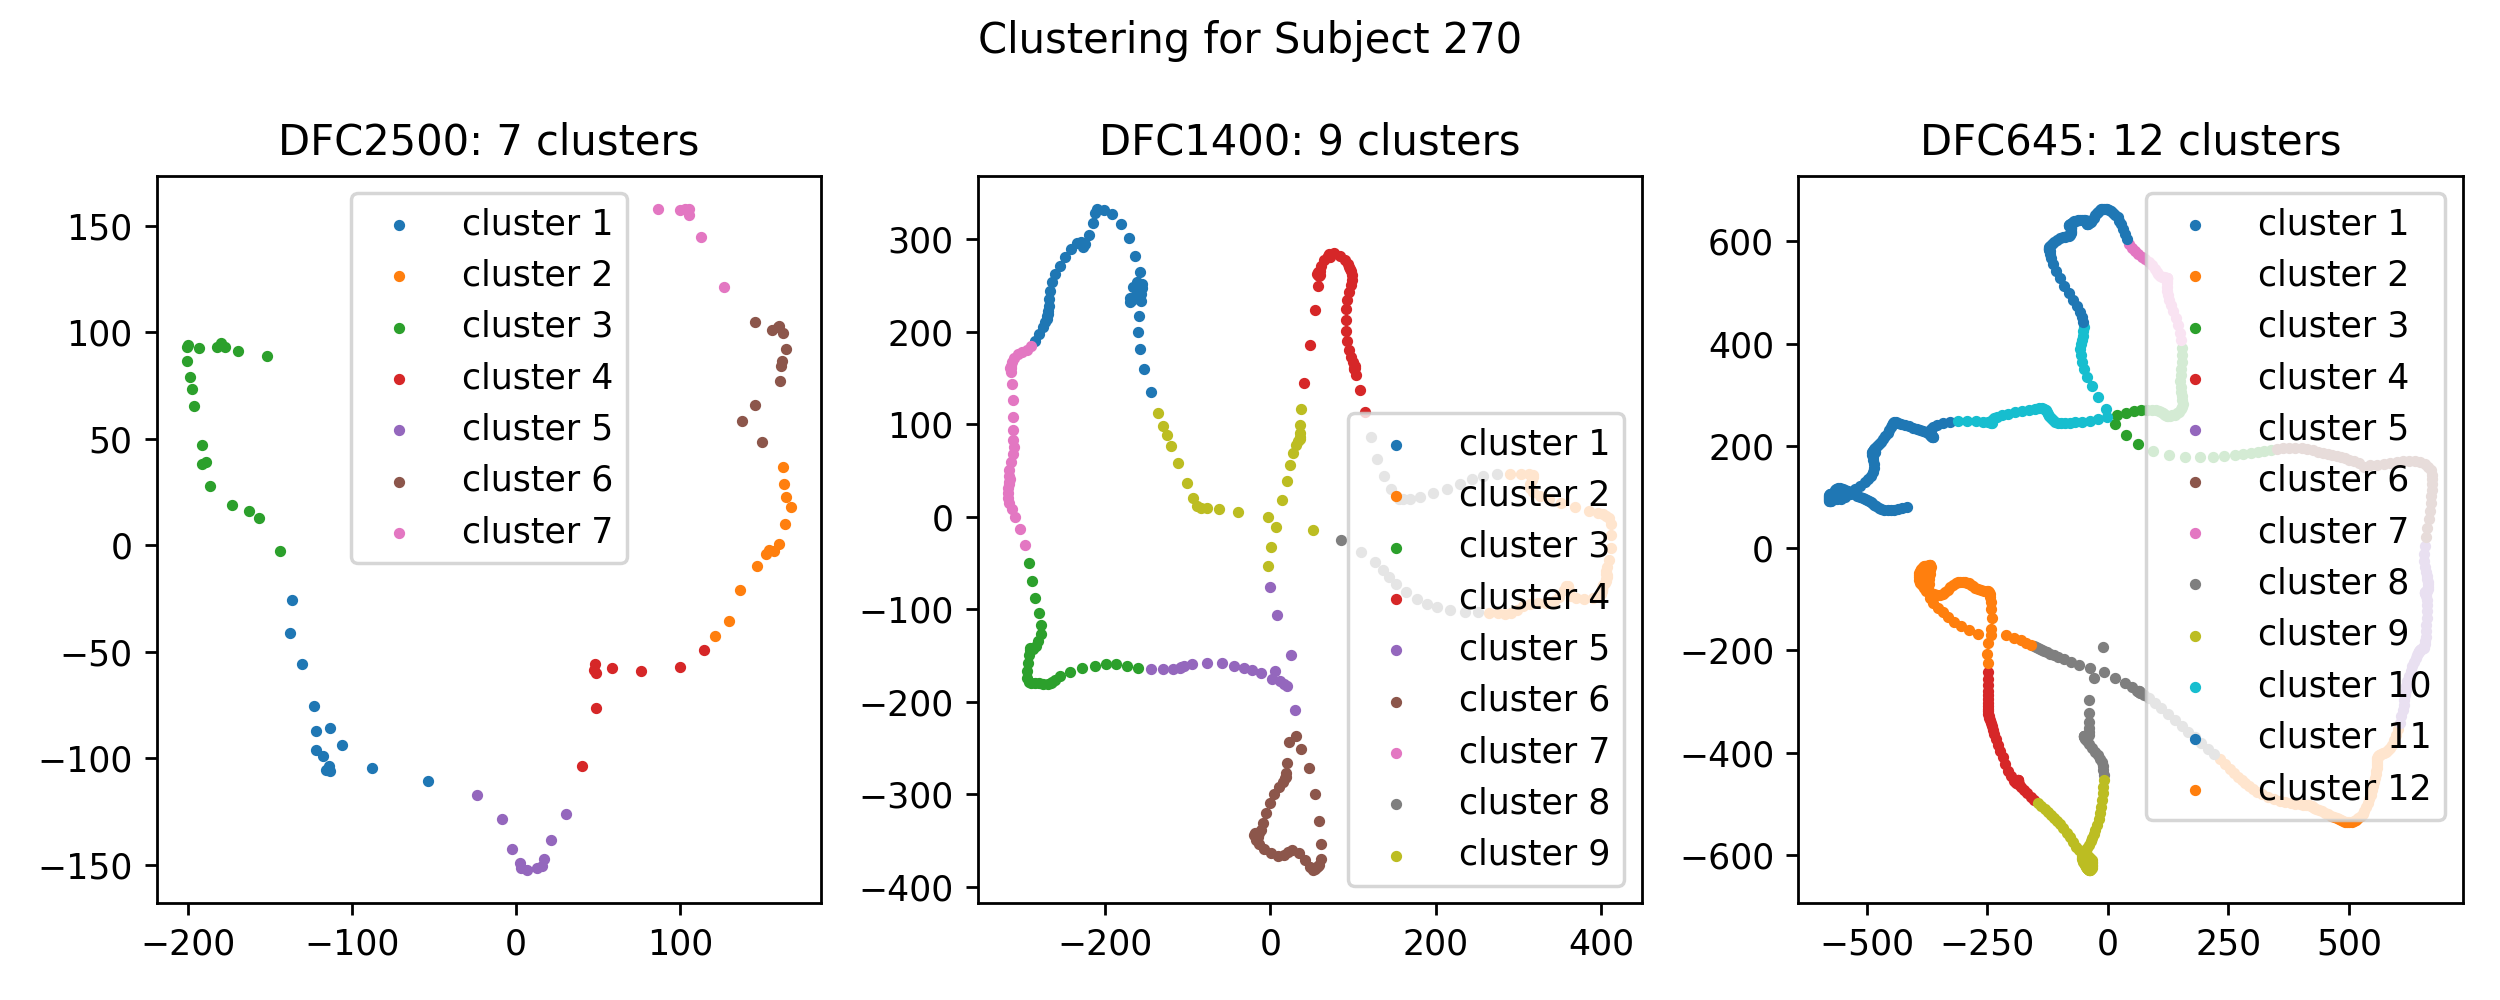 Clustering for Subject 270
DFC2500: 7 clusters
150
100
50
0
−50
−100
−150
−200
−100
0
100
cluster 1
cluster 2
cluster 3
cluster 4
cluster 5
cluster 6
cluster 7
DFC1400: 9 clusters
300
200
100
0
−100
−200
−300
−400
−200
0
200
400
cluster 1
cluster 2
cluster 3
cluster 4
cluster 5
cluster 6
cluster 7
cluster 8
cluster 9
DFC645: 12 clusters
600
400
200
0
−200
−400
−600
−500
−250
0
250
500
cluster 1
cluster 2
cluster 3
cluster 4
cluster 5
cluster 6
cluster 7
cluster 8
cluster 9
cluster 10
cluster 11
cluster 12